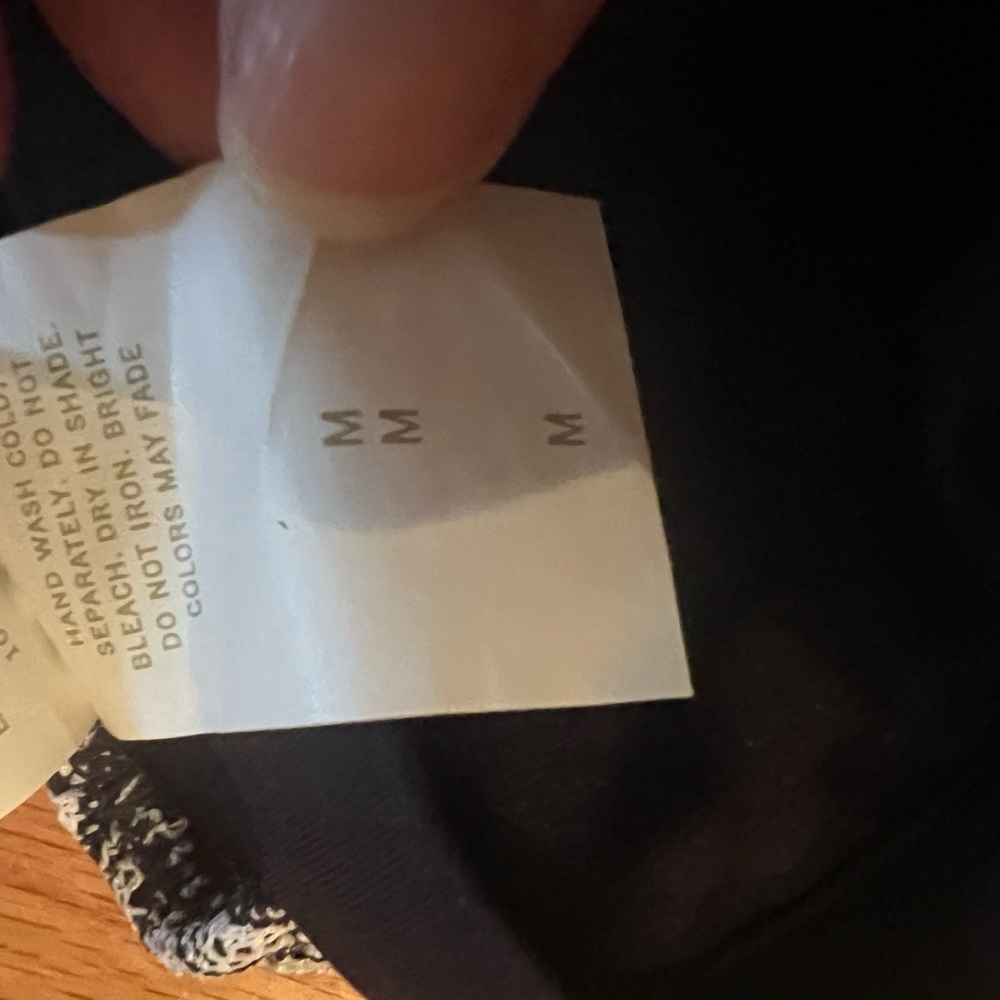 HAND WASH COLD,
SEPARATELY. DO NOT
BLEACH. DRY IN SHADE.
DO NOT IRON. BRIGHT
COLORS MAY FADE
M
M
M